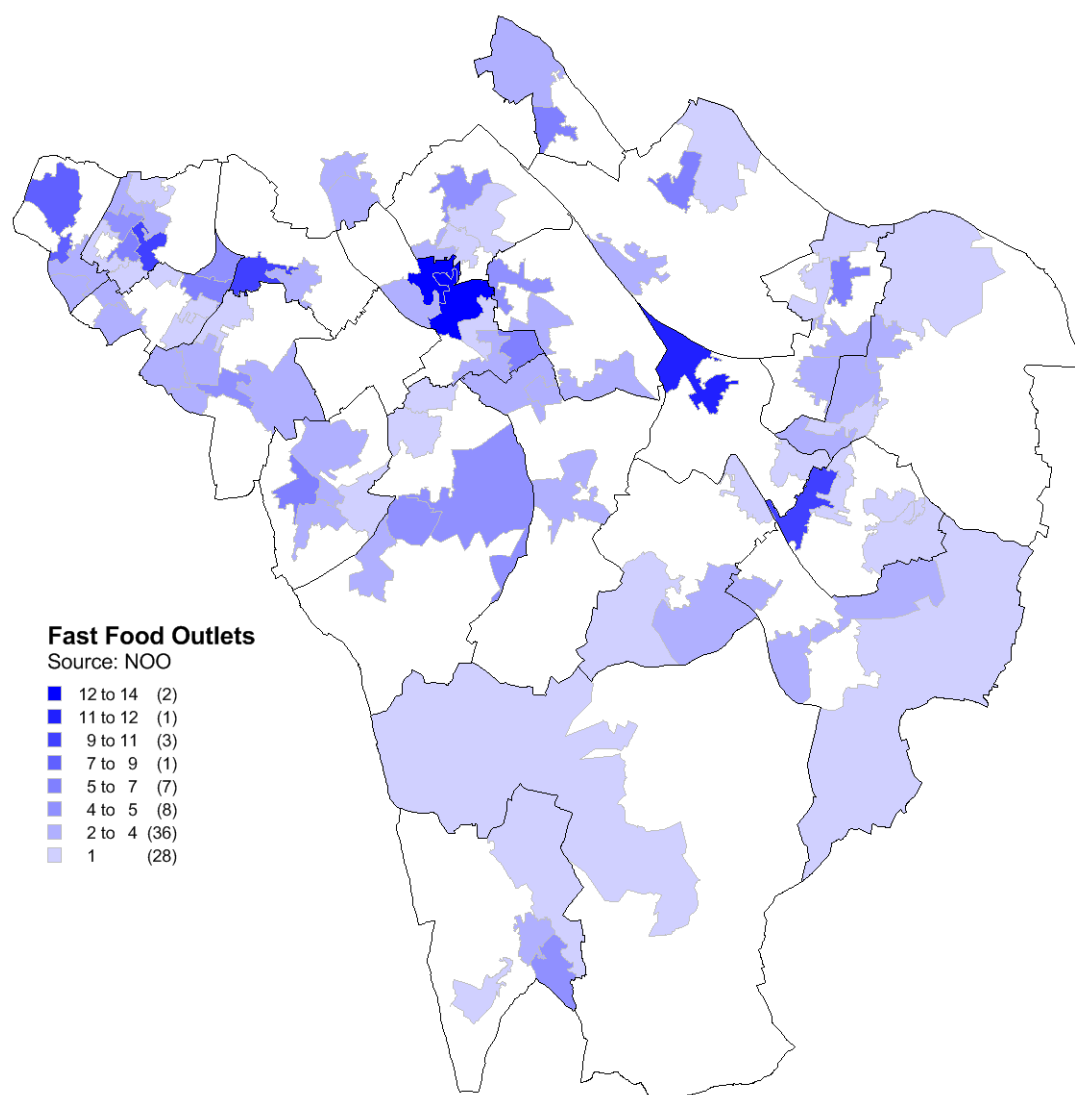 Fast Food Outlets
Source: NOO
12 to 14 (2)
11 to 12 (1)
9 to 11 (3)
7 to 9 (1)
5 to 7 (7)
4 to 5 (8)
2 to 4 (36)
1 (28)